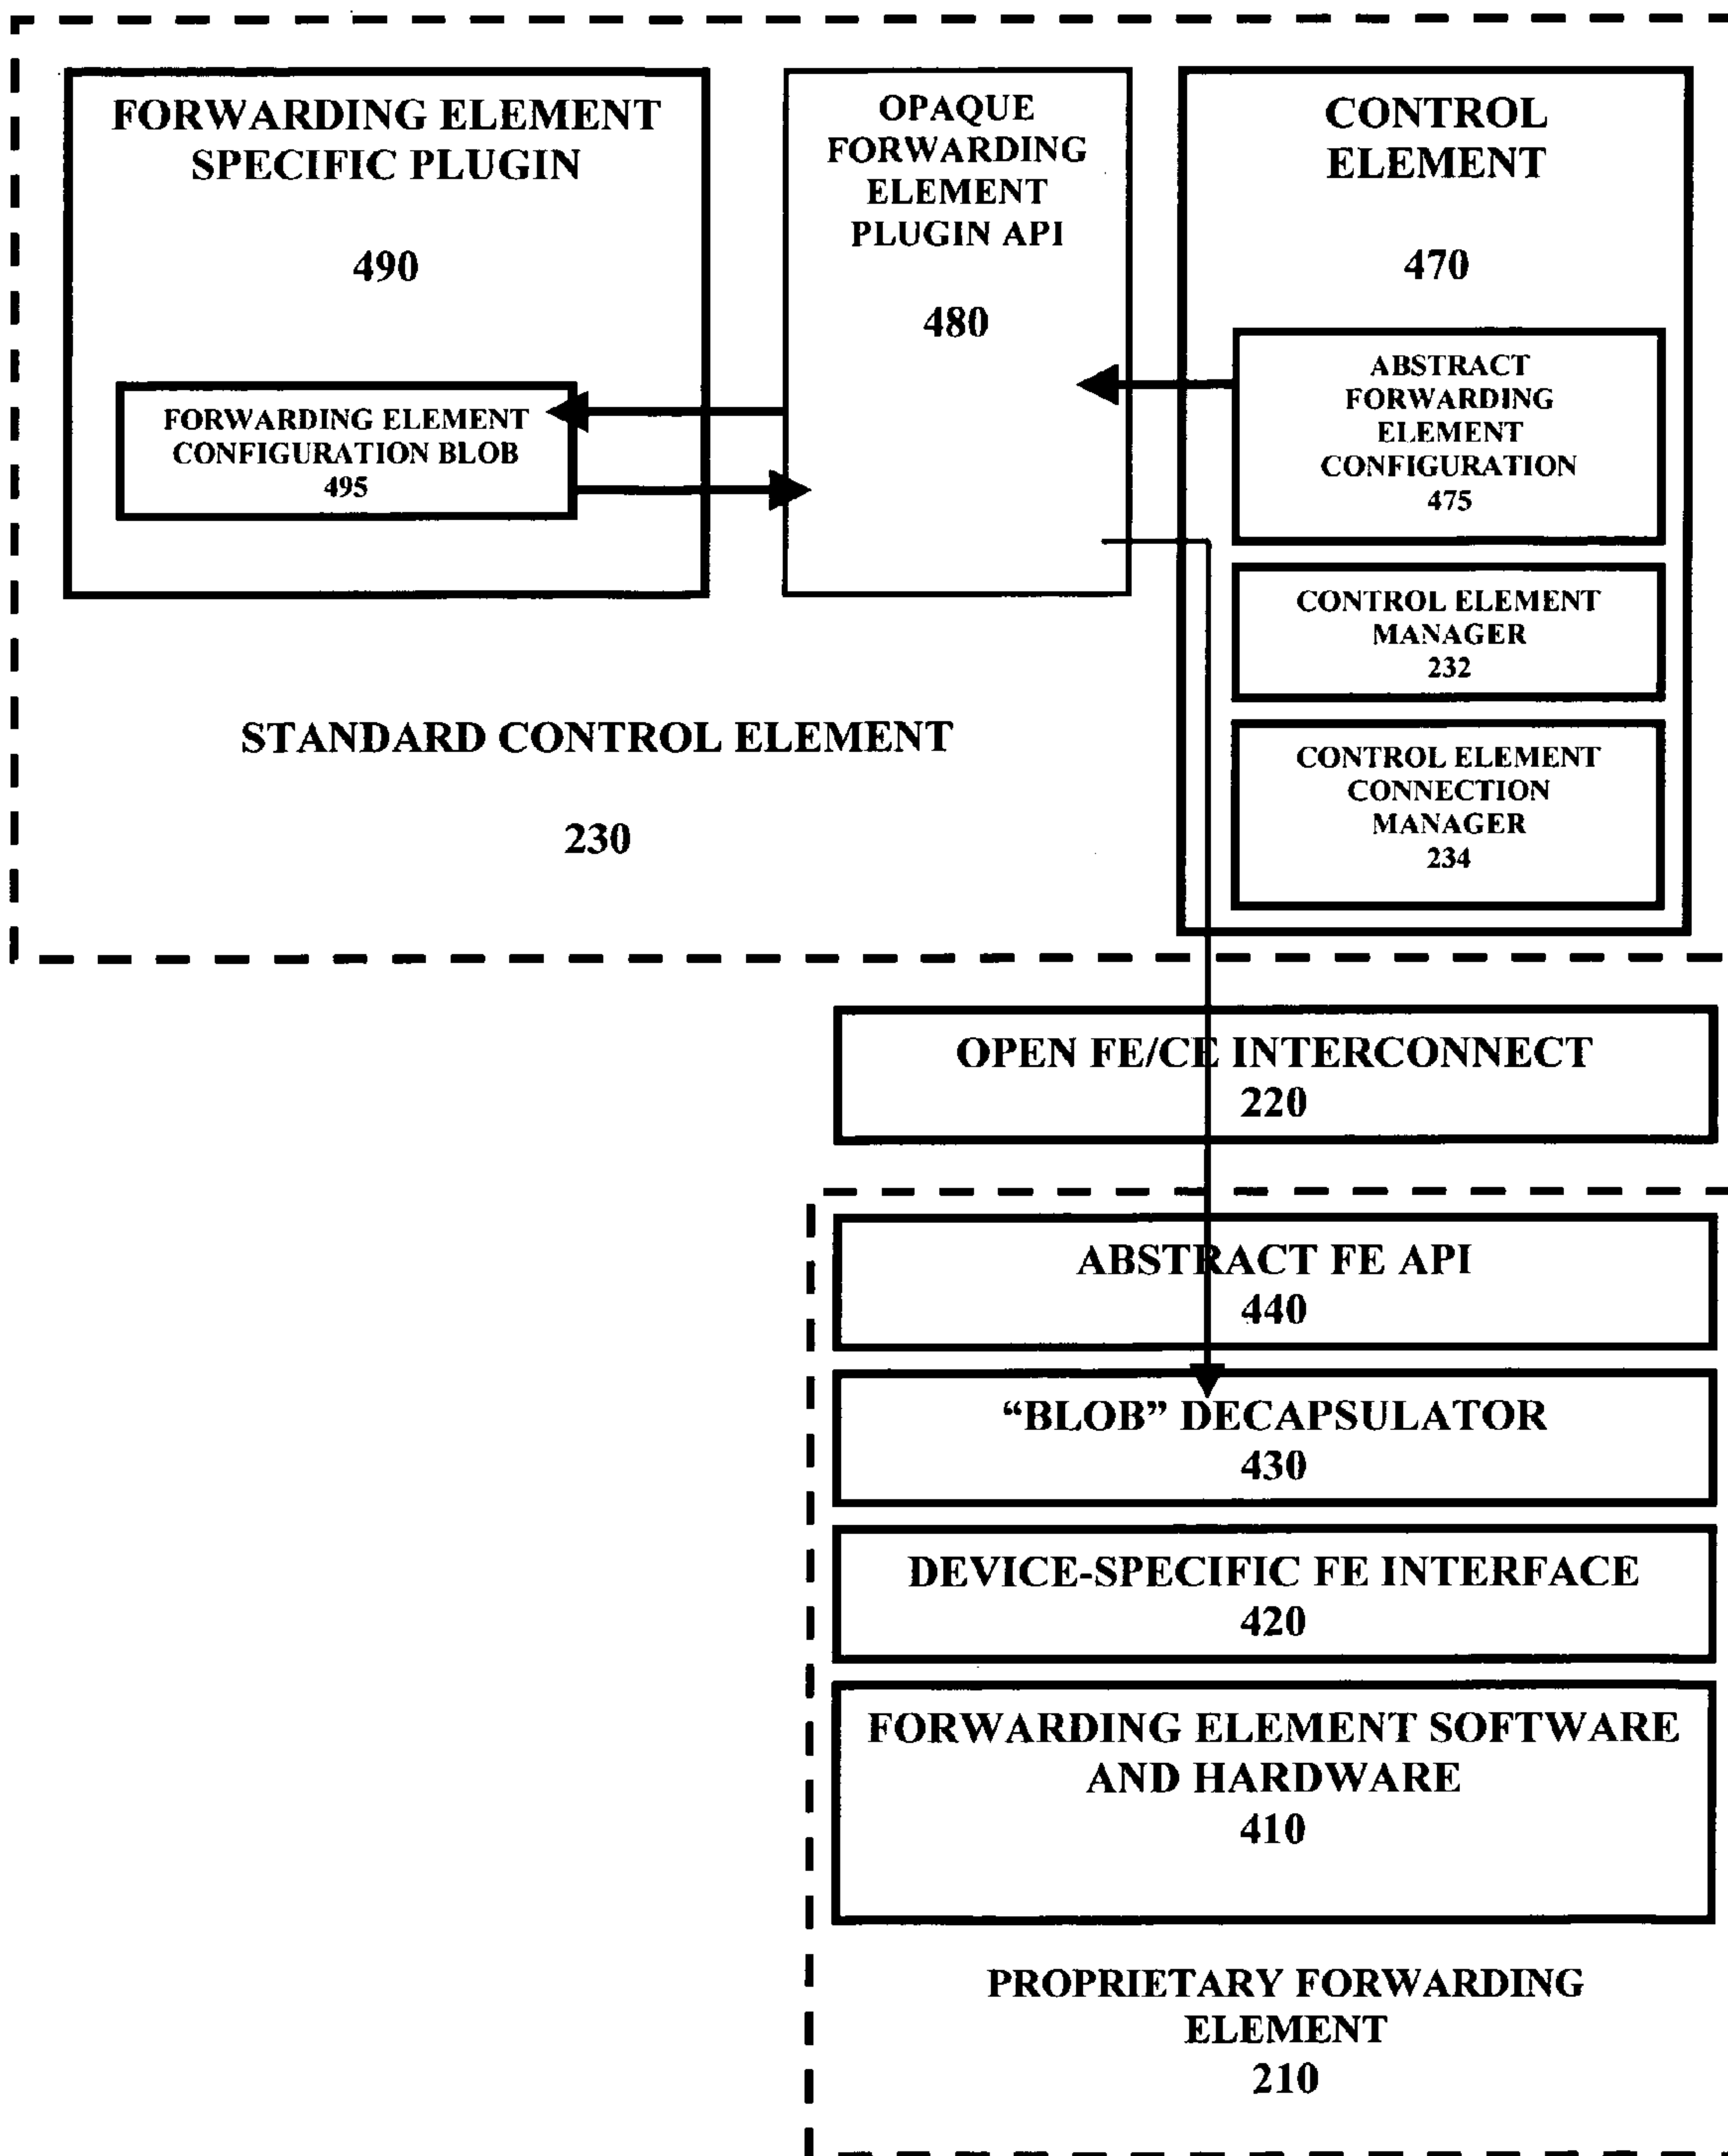 FORWARDING ELEMENT
SPECIFIC PLUGIN
490
FORWARDING ELEMENT
CONFIGURATION BLOB
495
OPAQUE
FORWARDING
ELEMENT
PLUGIN API
480
CONTROL
ELEMENT
470
ABSTRACT
FORWARDING
ELEMENT
CONFIGURATION
475
CONTROL ELEMENT
MANAGER
232
CONTROL ELEMENT
CONNECTION
MANAGER
234
STANDARD CONTROL ELEMENT
230
OPEN FE/CE INTERCONNECT
220
ABSTRACT FE API
440
“BLOB” DECAPSULATOR
430
DEVICE-SPECIFIC FE INTERFACE
420
FORWARDING ELEMENT SOFTWARE
AND HARDWARE
410
PROPRIETARY FORWARDING
ELEMENT
210